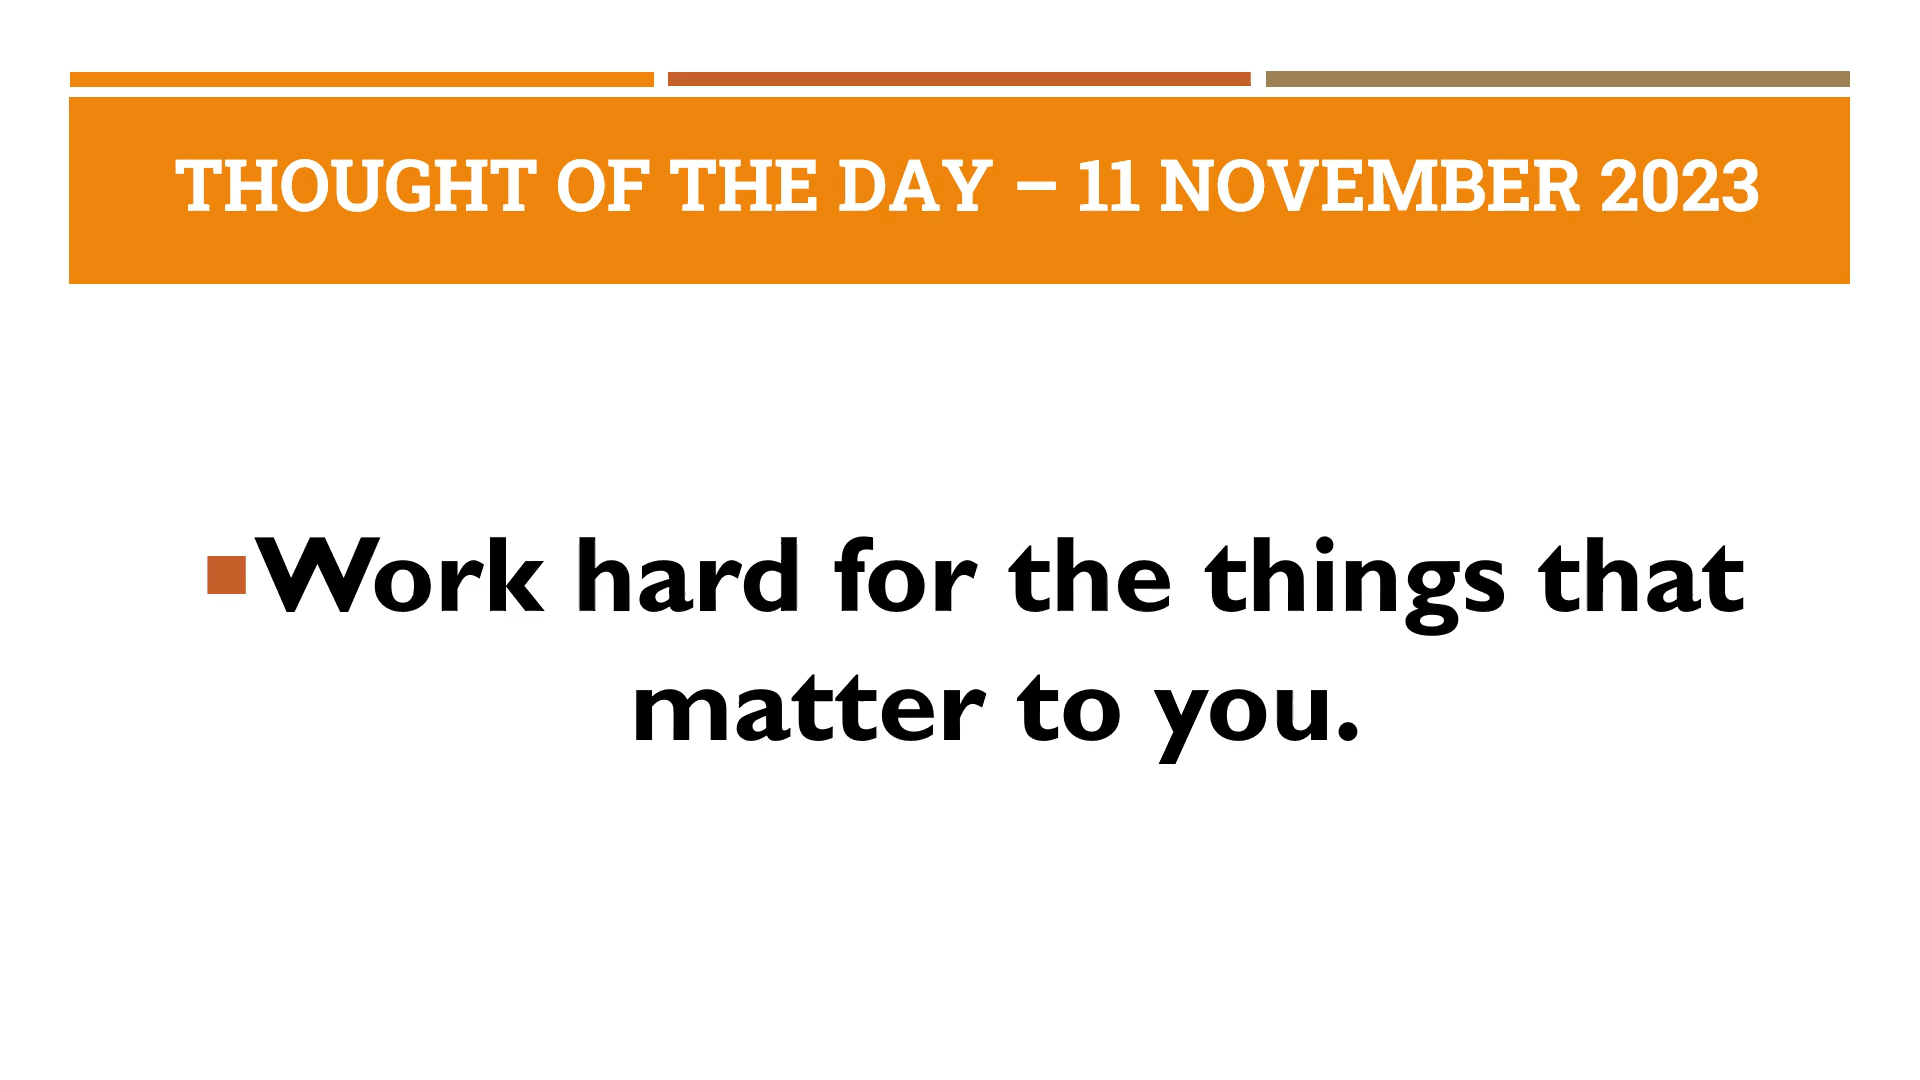 THOUGHT OF THE DAY – 11 NOVEMBER 2023
Work hard for the things that
matter to you.